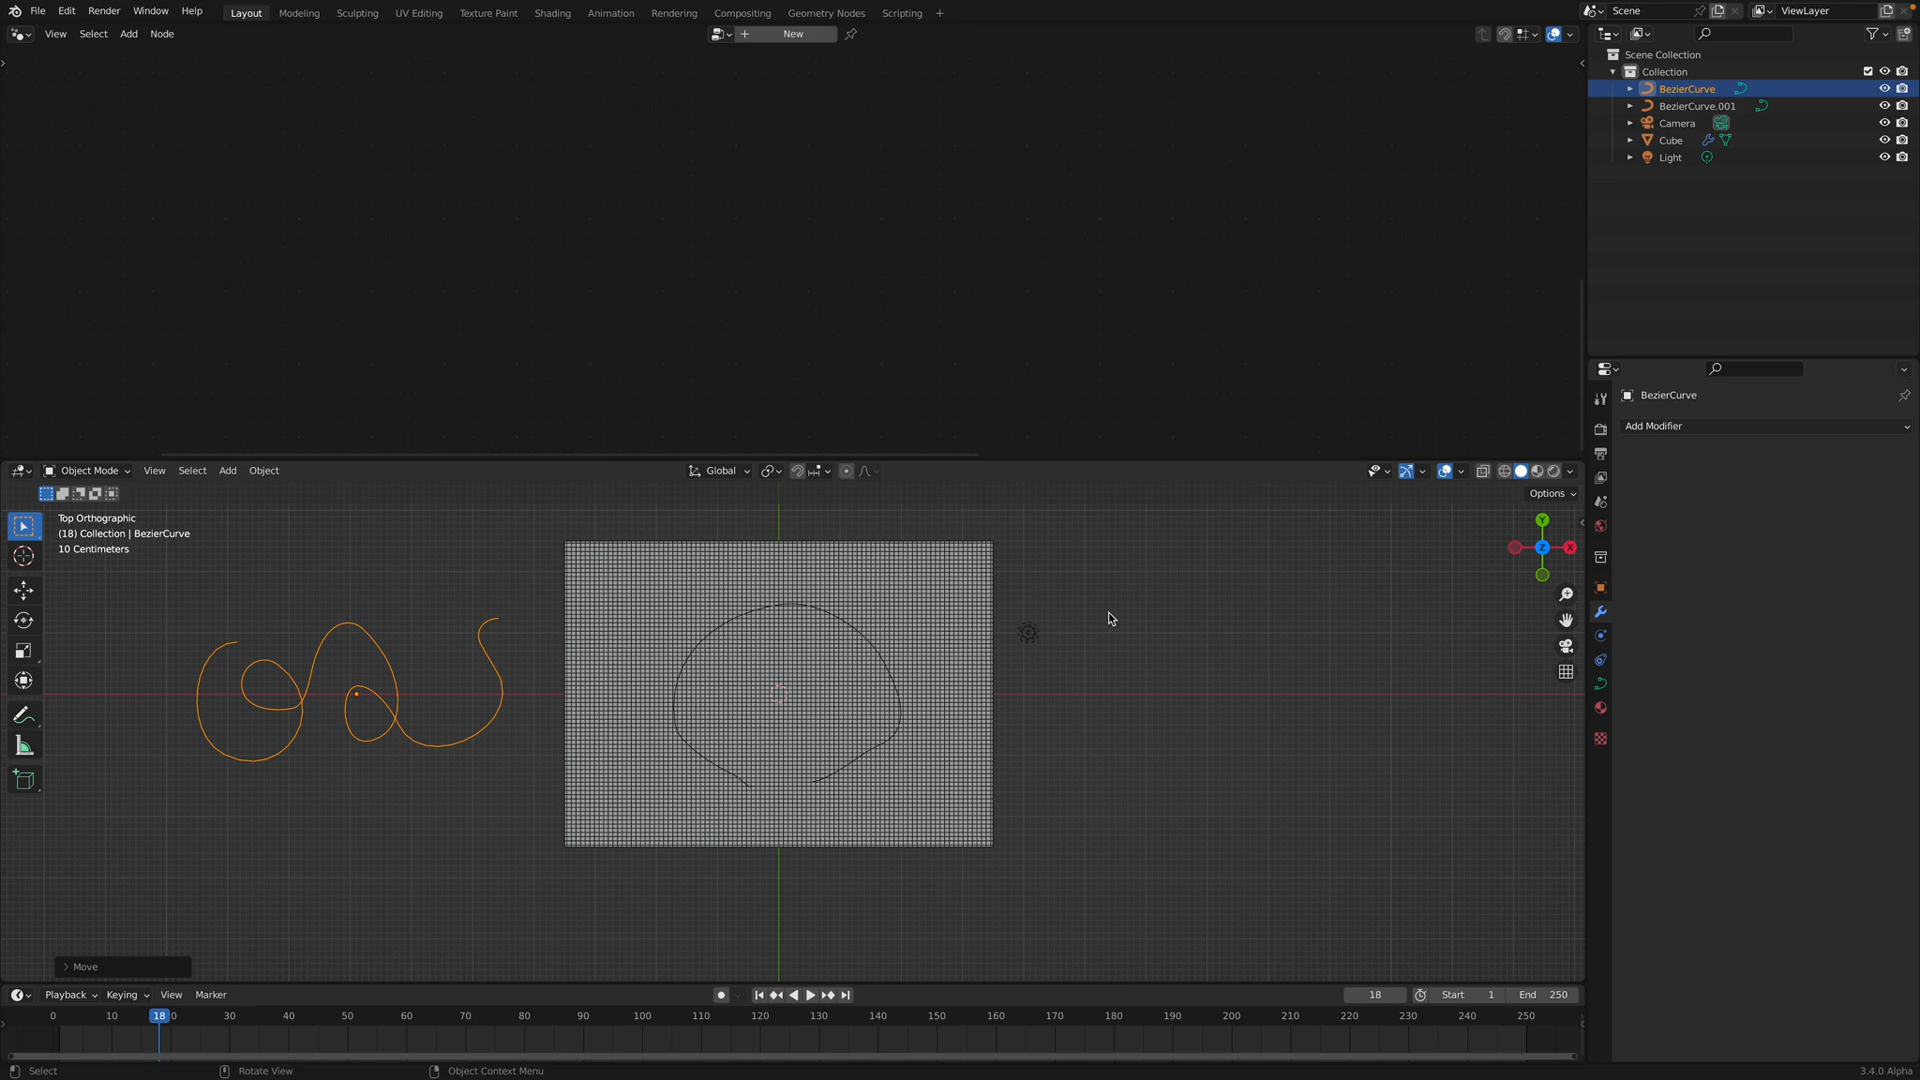 File Edit Render Window Help Layout Modeling Sculpting UV Editing Texture Paint Shading Animation Rendering Compositing Geometry Nodes Scripting + Scene ViewLayer
View Select Add Node + New
Scene Collection
Collection
BezierCurve
BezierCurve.001
Camera
Cube
Light
BezierCurve
Add Modifier
Object Mode View Select Add Object Global
Options
Top Orthographic
(18) Collection | BezierCurve
10 Centimeters
Y
Z
X
Move
Playback Keying View Marker 18 Start 1 End 250
0 10 18 0 30 40 50 60 70 80 90 100 110 120 130 140 150 160 170 180 190 200 210 220 230 240 250
Select Rotate View Object Context Menu 3.4.0 Alpha